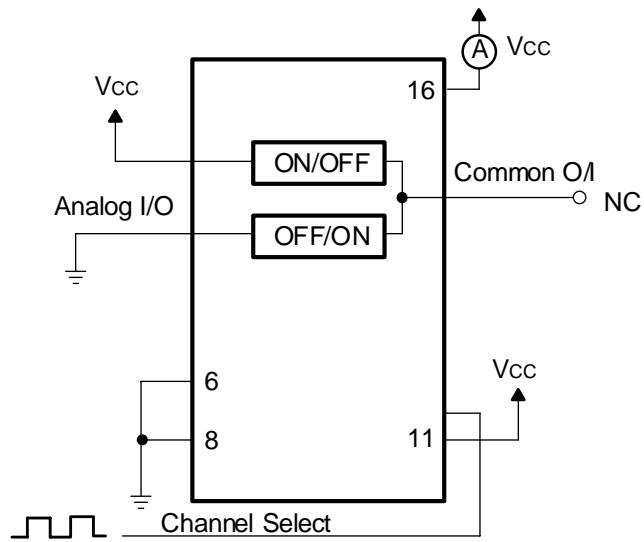 A
VCC
16
VCC
ON/OFF
Common O/I
Analog I/O
NC
OFF/ON
VCC
6
8
11
Channel Select